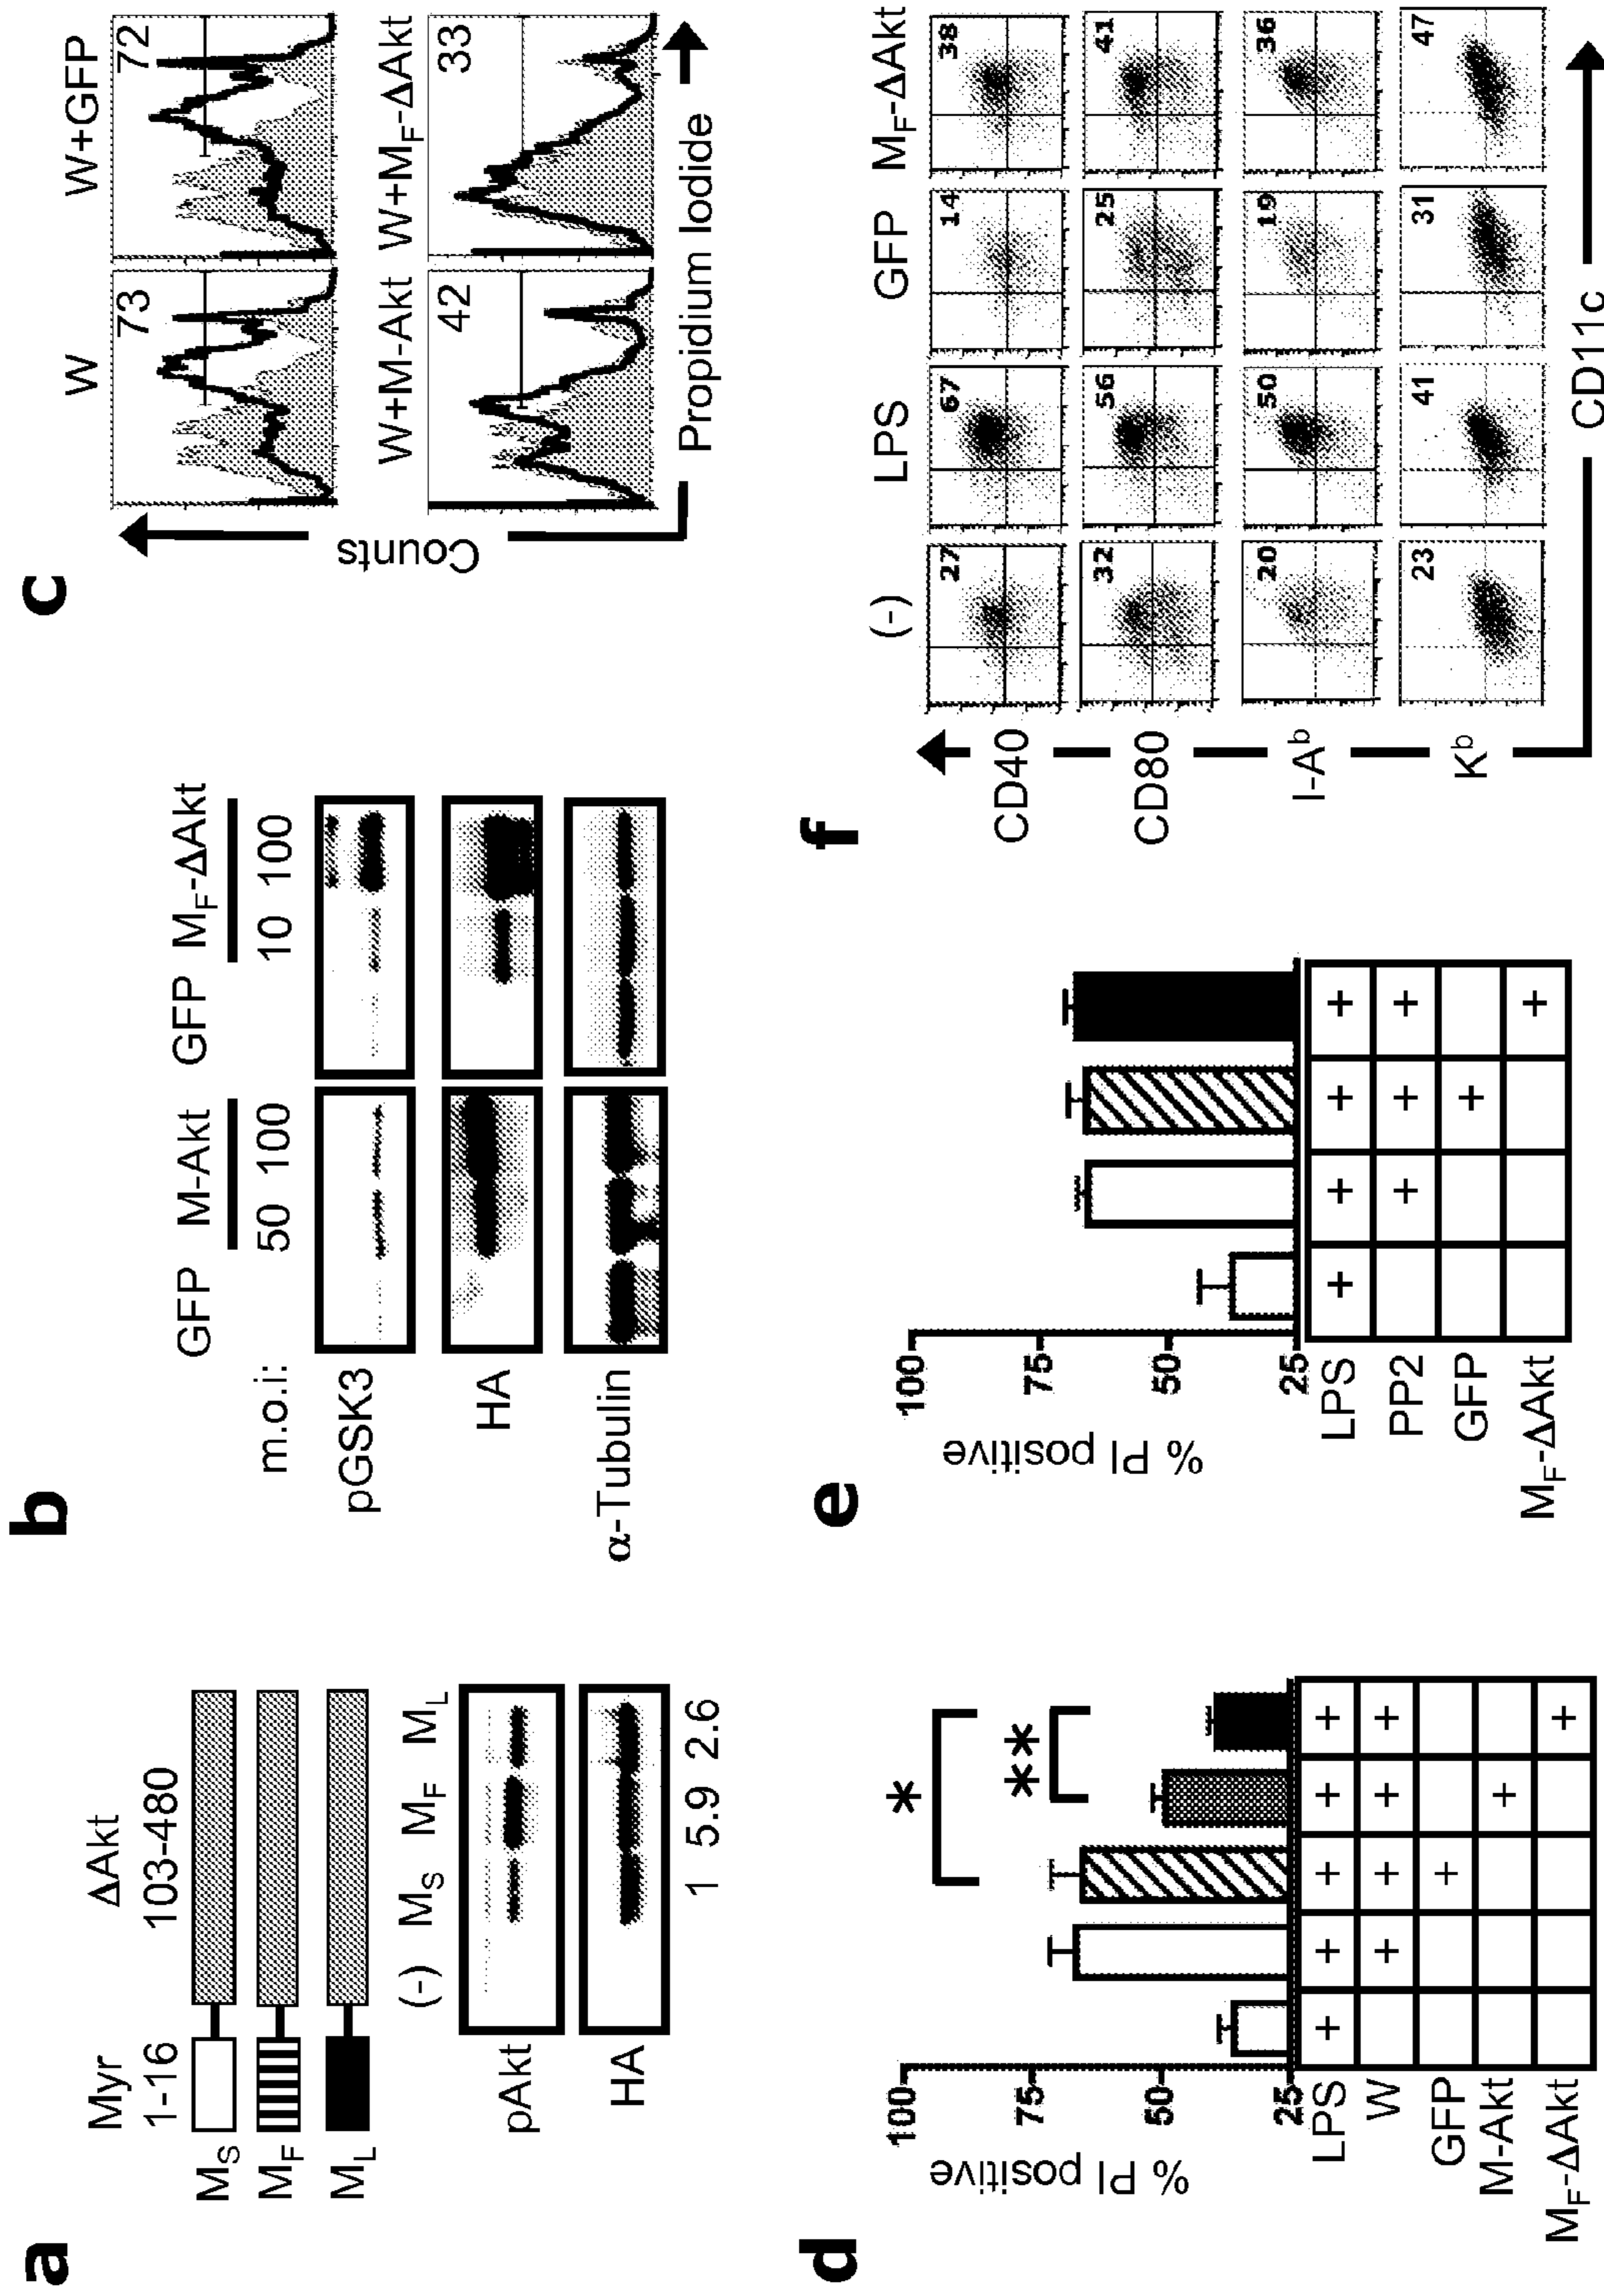 a
Myr ΔAkt
1-16 103-480
MS
MF
ML
(-) MS MF ML
pAkt
HA
1 5.9 2.6
b
GFP M-Akt GFP MF-ΔAkt
m.o.i: 50 100 10 100
pGSK3
HA
α-Tubulin
c
W W+GFP
73 72
W+M-Akt W+MF-ΔAkt
42 33
Counts
Propidium Iodide
d
% PI positive
100
75
50
25
*
**
LPS + + + + +
W + + + +
GFP +
M-Akt +
MF-ΔAkt +
e
% PI positive
100
75
50
25
LPS + + + +
PP2 + + +
GFP +
MF-ΔAkt +
f
(-) LPS GFP MF-ΔAkt
CD40 27 67 14 38
CD80 32 56 25 41
I-Ab 20 50 19 36
Kb 23 41 31 47
CD11c